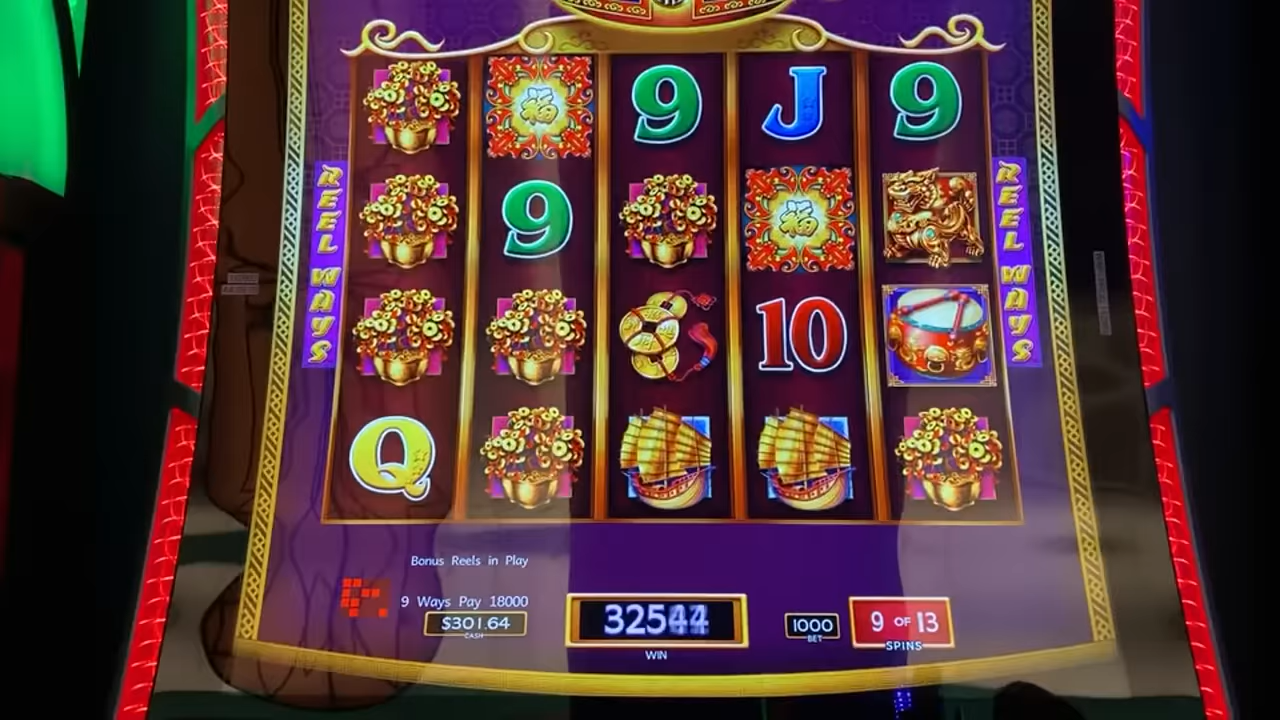 福
9
J
9
REEL WAYS
REEL WAYS
9
福
10
Q
Bonus Reels in Play
9 Ways Pay 18000
$301.64
CASH
WIN
1000
BET
9 OF 13
SPINS